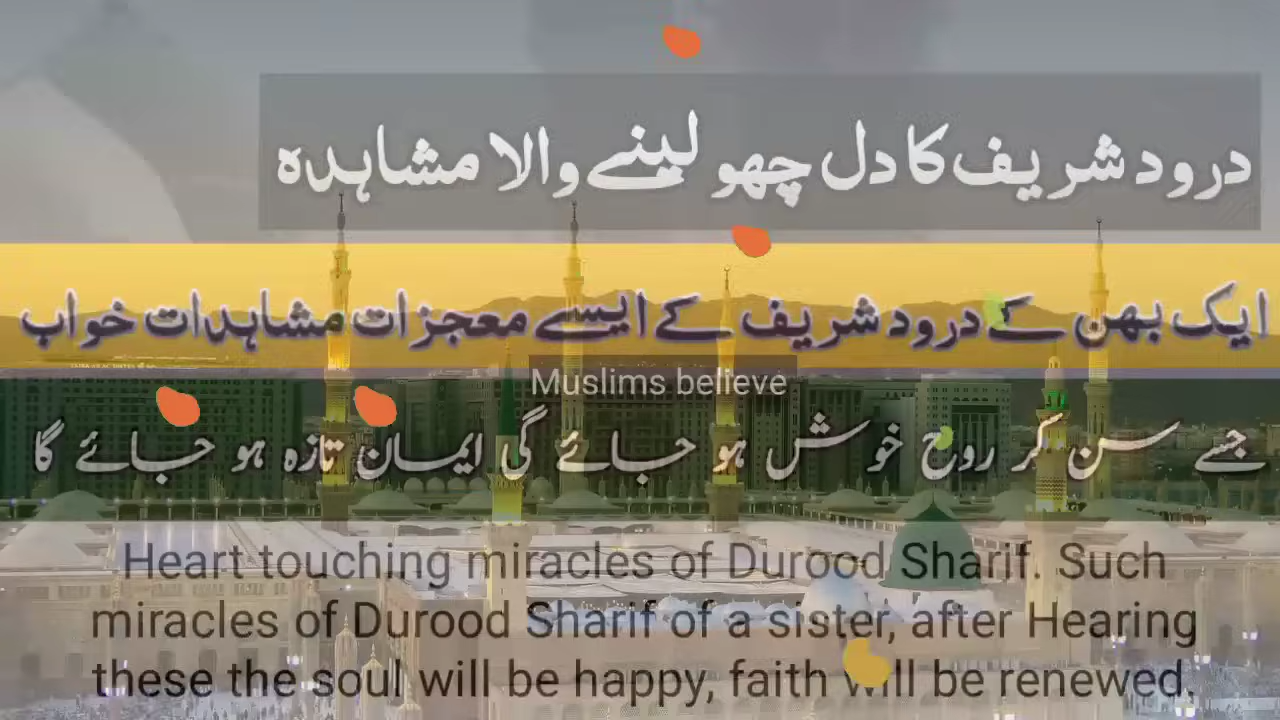 درود شریف کا دل چھو لینے والا مشاہدہ
ایک بھن کے درود شریف کے ایسے معجزات مشاہدات خواب
Muslims believe
جسے سن کر روح خوش ہو جائے گی ایمان تازہ ہو جائے گا
Heart touching miracles of Durood Sharif. Such
miracles of Durood Sharif of a sister, after Hearing
these the soul will be happy, faith will be renewed.